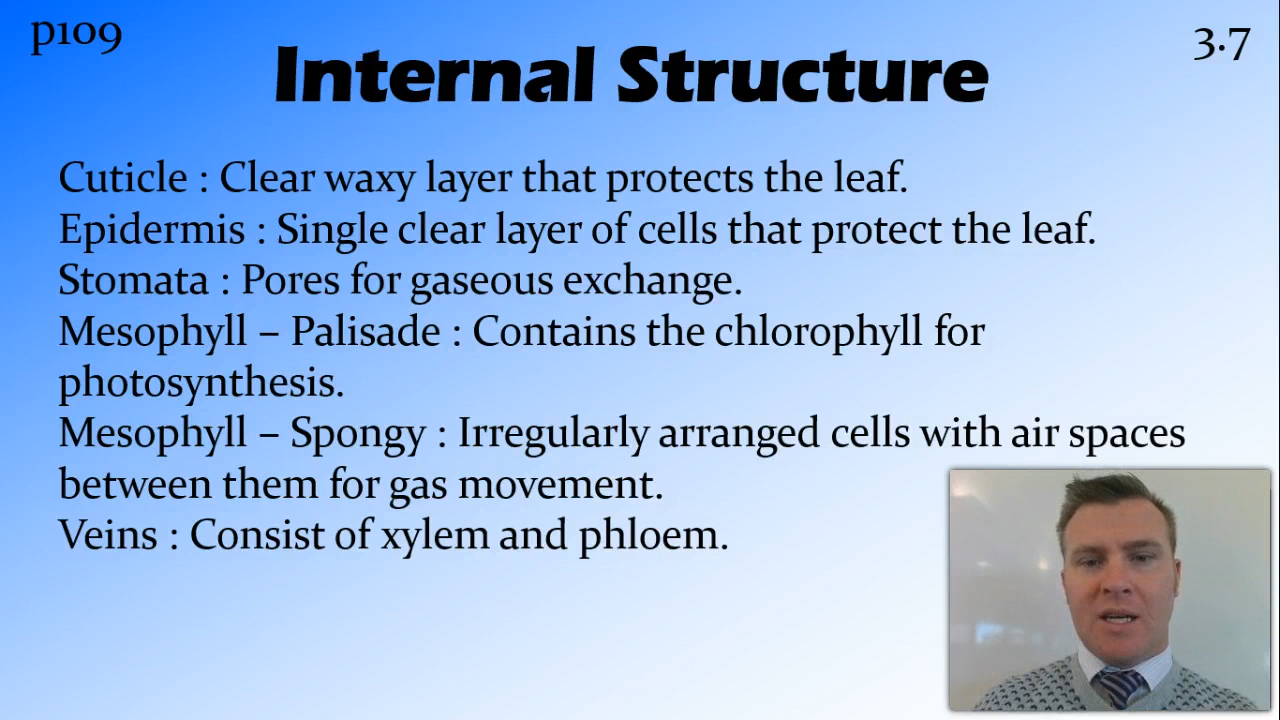 p109
3.7
Internal Structure
Cuticle : Clear waxy layer that protects the leaf.
Epidermis : Single clear layer of cells that protect the leaf.
Stomata : Pores for gaseous exchange.
Mesophyll – Palisade : Contains the chlorophyll for
photosynthesis.
Mesophyll – Spongy : Irregularly arranged cells with air spaces
between them for gas movement.
Veins : Consist of xylem and phloem.